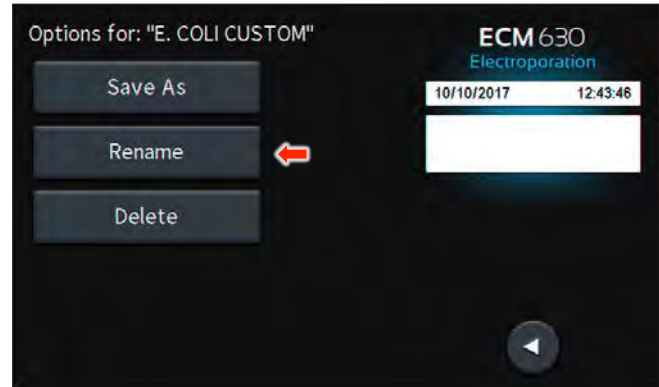 Options for: "E. COLI CUSTOM"
Save As
Rename
Delete
ECM 630
Electroporation
10/10/2017 12:43:46